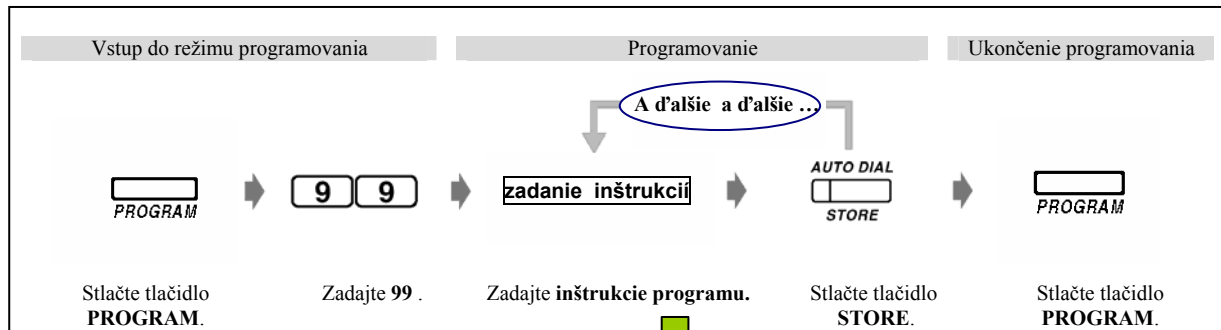 Vstup do režimu programovania
Programovanie
Ukončenie programovania
A ďalšie a ďalšie ...
PROGRAM
9 9
zadanie inštrukcií
AUTO DIAL
STORE
PROGRAM
Stlačte tlačidlo
PROGRAM.
Zadajte 99 .
Zadajte inštrukcie programu.
Stlačte tlačidlo
STORE.
Stlačte tlačidlo
PROGRAM.